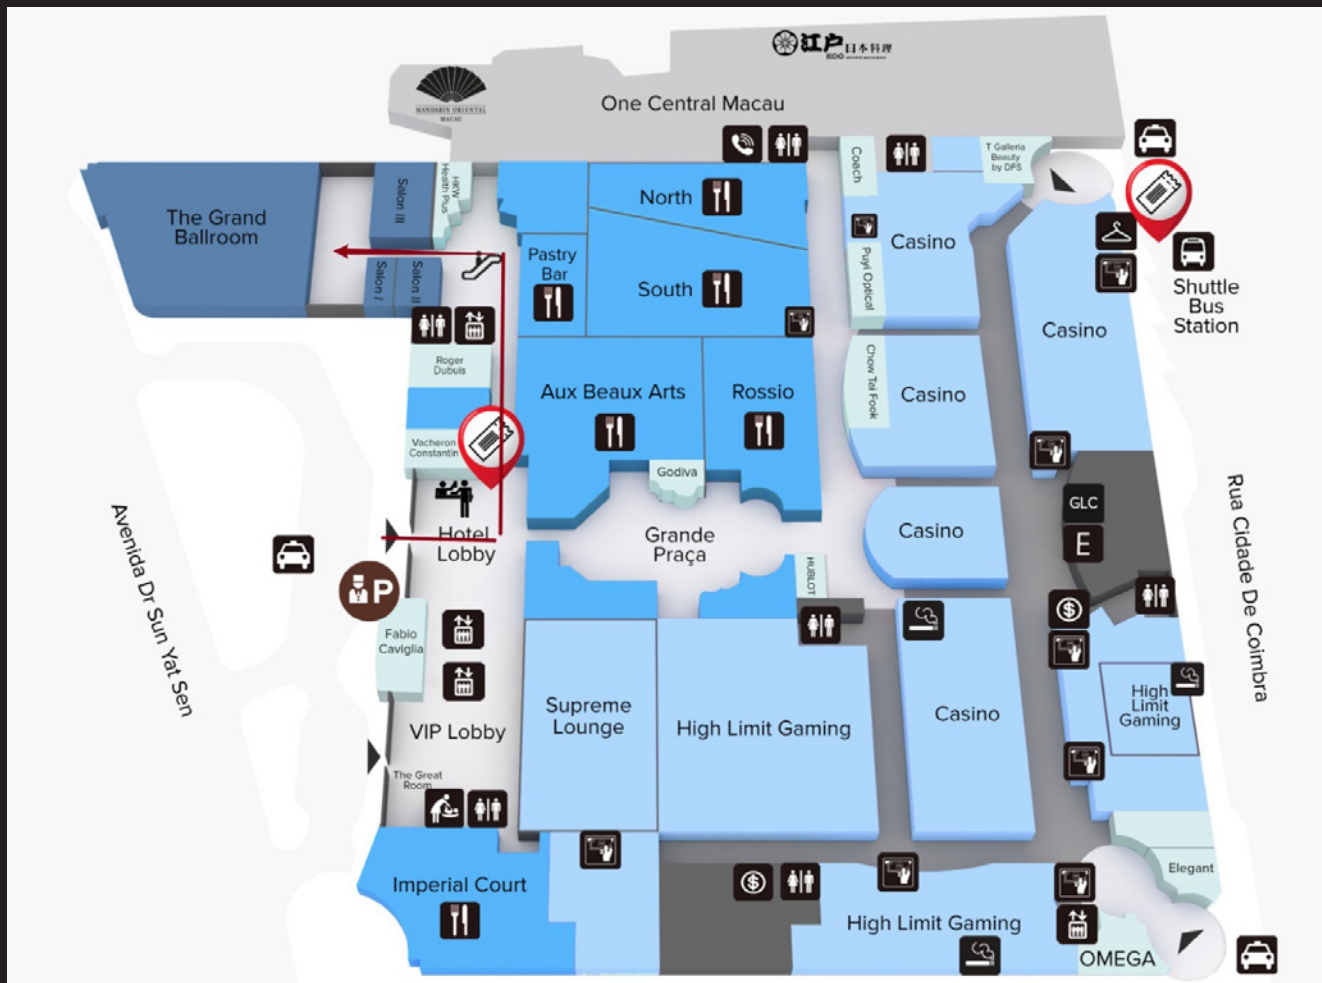 江户日本料理
EDO
MANDARIN ORIENTAL
MACAU
One Central Macau
HKW
Health Plus
Salon III
The Grand
Ballroom
Salon I
Salon II
North
South
Pastry
Bar
Coach
T Galleria
Beauty
by DFS
Casino
Puyi Optical
Casino
Shuttle
Bus
Station
Roger
Dubuis
Aux Beaux Arts
Rossio
Chow Tai Fook
Casino
Vacheron
Constantin
Godiva
Hotel
Lobby
Grande
Praça
Casino
GLC
E
HUBLOT
P
Avenida Dr Sun Yat Sen
Rua Cidade De Coimbra
Fabio
Caviglia
$
VIP Lobby
Supreme
Lounge
High Limit Gaming
Casino
High
Limit
Gaming
The Great
Room
Imperial Court
$
High Limit Gaming
Elegant
OMEGA